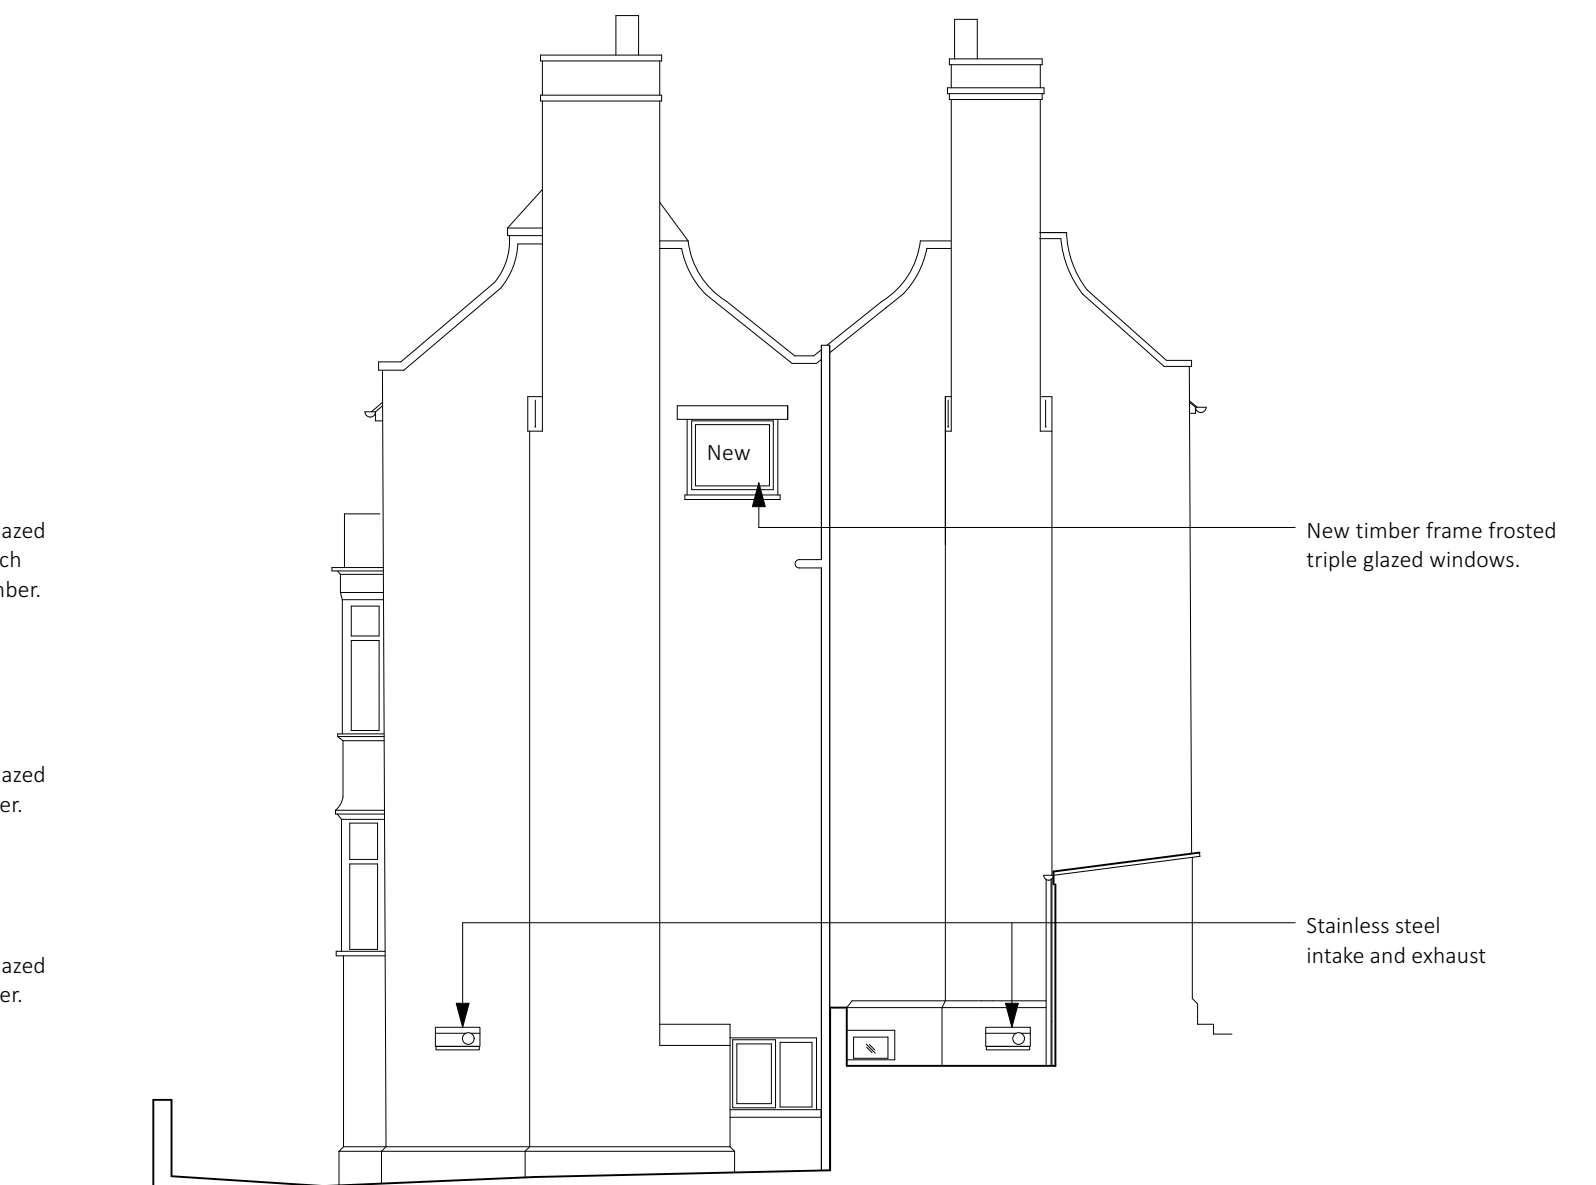 New
New timber frame frosted
triple glazed windows.
Stainless steel
intake and exhaust
azed
ch
ber.
azed
er.
azed
er.